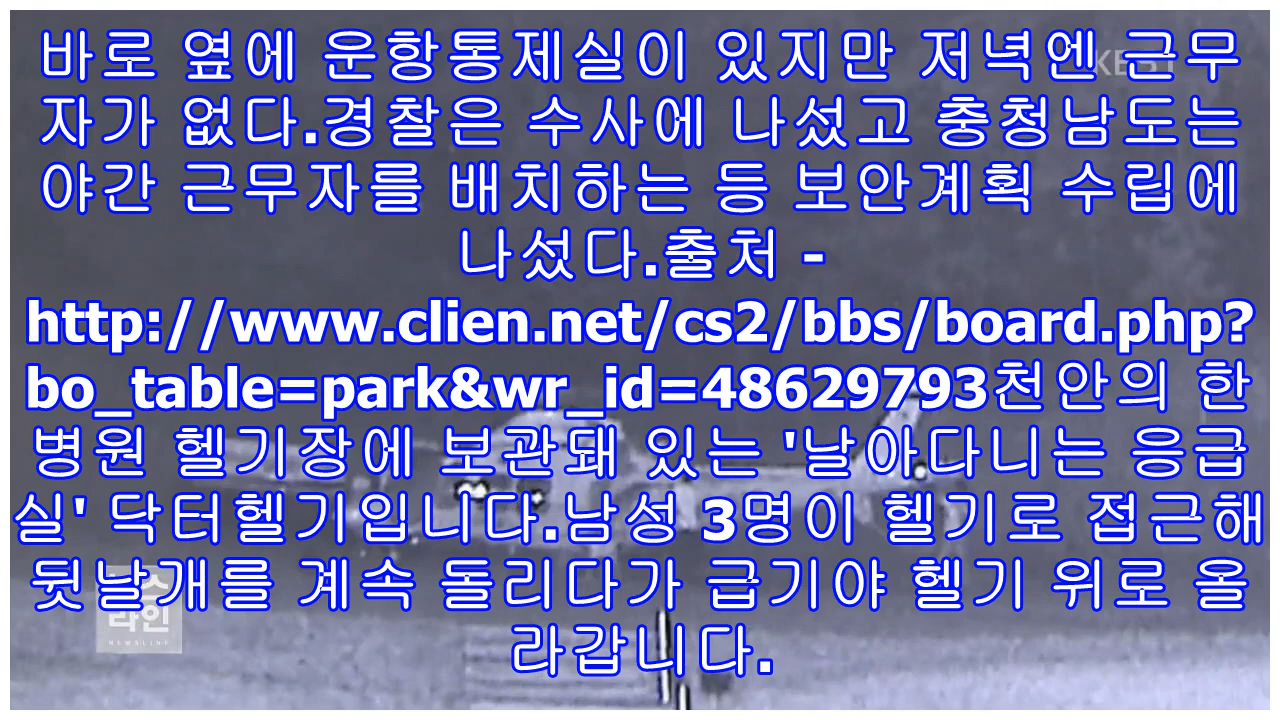 바로 옆에 운항통제실이 있지만 저녁엔 근무
자가 없다.경찰은 수사에 나섰고 충청남도는
야간 근무자를 배치하는 등 보안계획 수립에
나섰다.출처 -
http://www.clien.net/cs2/bbs/board.php?
bo_table=park&wr_id=48629793천안의 한
병원 헬기장에 보관돼 있는 '날아다니는 응급
실' 닥터헬기입니다.남성 3명이 헬기로 접근해
뒷날개를 계속 돌리다가 급기야 헬기 위로 올
라갑니다.
라인
NEWSLINE